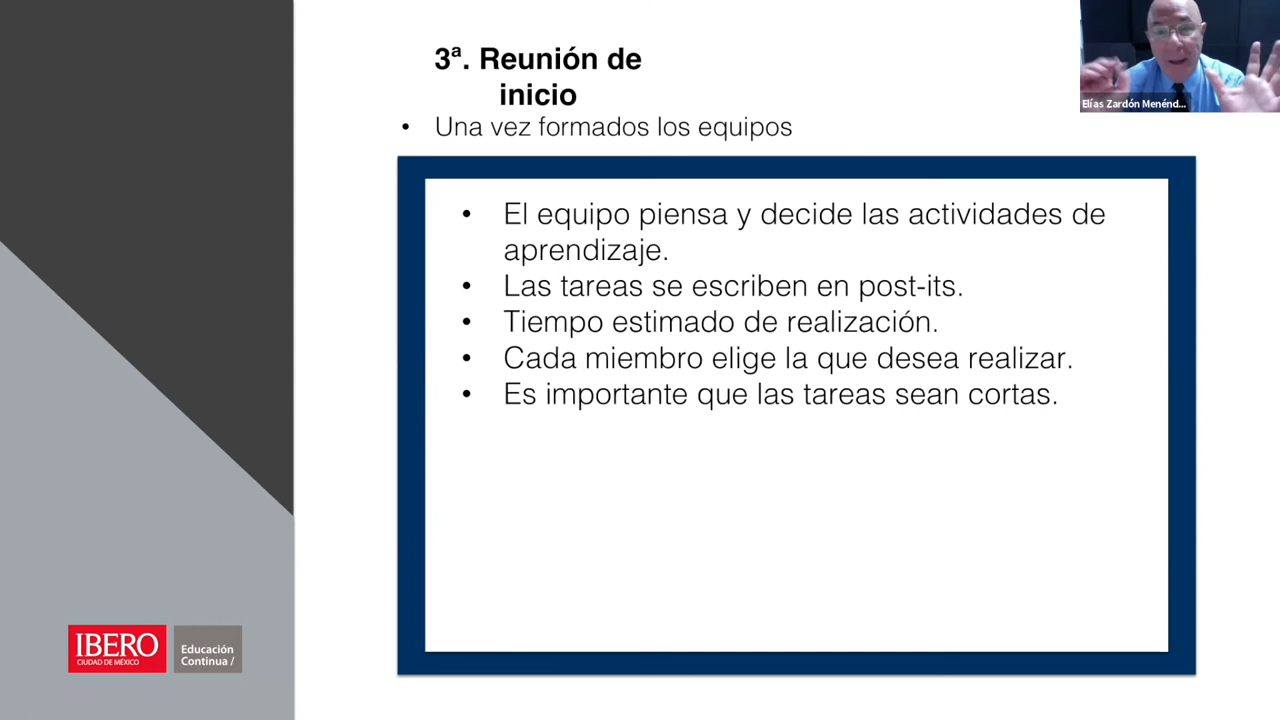 3ª. Reunión de
inicio
• Una vez formados los equipos
• El equipo piensa y decide las actividades de
aprendizaje.
• Las tareas se escriben en post-its.
• Tiempo estimado de realización.
• Cada miembro elige la que desea realizar.
• Es importante que las tareas sean cortas.
Elías Zardón Menénd...
IBERO
CIUDAD DE MÉXICO
Educación
Continua /